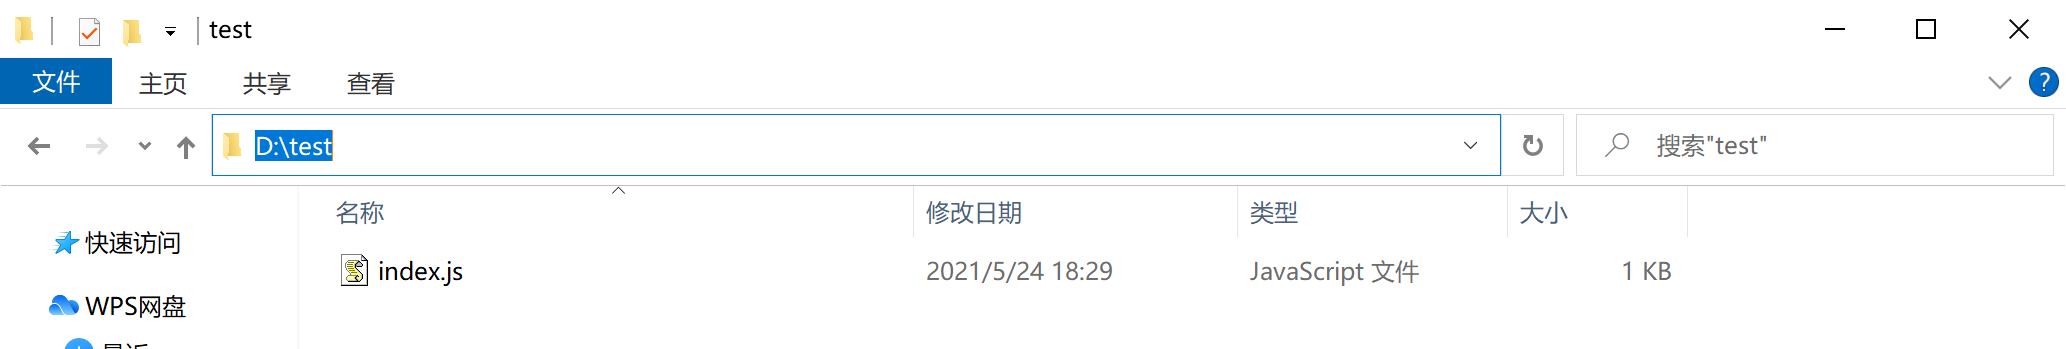 test
文件 主页 共享 查看 ?
D:\test 搜索"test"
名称 修改日期 类型 大小
快速访问
index.js 2021/5/24 18:29 JavaScript 文件 1 KB
WPS网盘